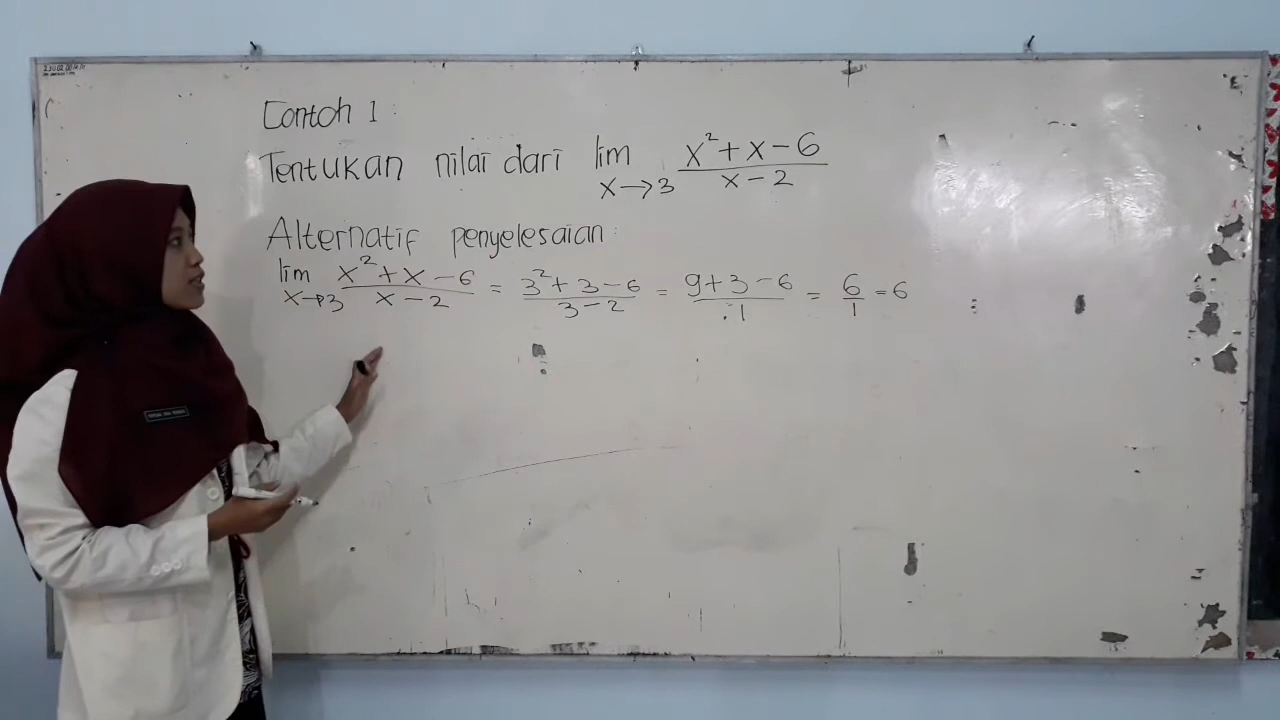 Contoh 1:
Tentukan nilai dari lim x→3 (x²+x-6)/(x-2)
Alternatif penyelesaian:
lim x→3 (x²+x-6)/(x-2) = (3²+3-6)/(3-2) = (9+3-6)/1 = 6/1 = 6